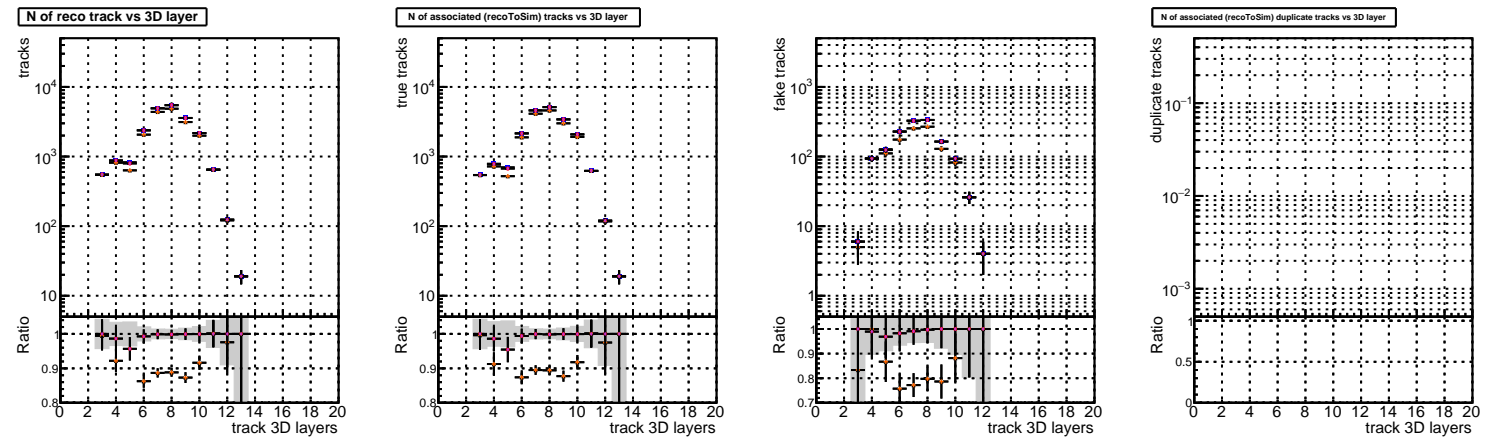 N of reco track vs 3D layer
tracks
10⁴
10³
10²
10
Ratio
1
0.9
0.8
0 2 4 6 8 10 12 14 16 18 20
track 3D layers
N of associated (recoToSim) tracks vs 3D layer
true tracks
10⁴
10³
10²
10
Ratio
1
0.9
0.8
0 2 4 6 8 10 12 14 16 18 20
track 3D layers
fake tracks
10³
10²
10
1
Ratio
1
0.9
0.8
0.7
0 2 4 6 8 10 12 14 16 18 20
track 3D layers
N of associated (recoToSim) duplicate tracks vs 3D layer
duplicate tracks
10⁻¹
10⁻²
10⁻³
Ratio
1
0.5
0
0 2 4 6 8 10 12 14 16 18 20
track 3D layers